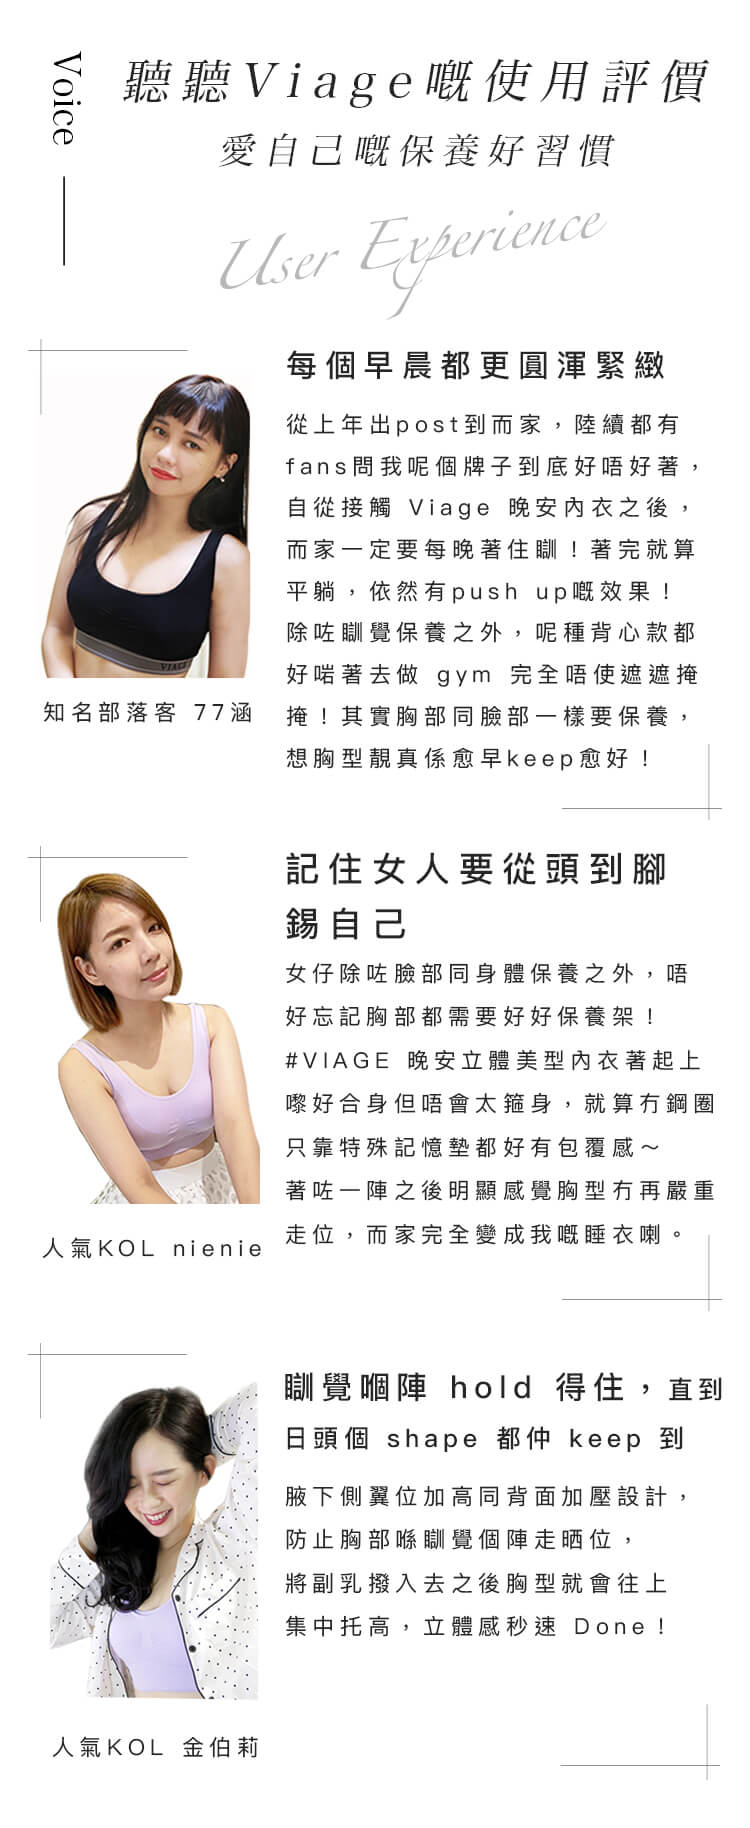 Voice
聽聽Viage嘅使用評價
愛自己嘅保養好習慣
User Experience
每個早晨都更圓渾緊緻
從上年出post到而家，陸續都有
fans問我呢個牌子到底好唔好著，
自從接觸 Viage 晚安內衣之後，
而家一定要每晚著住瞓！著完就算
平躺，依然有push up嘅效果！
除咗瞓覺保養之外，呢種背心款都
好啱著去做 gym 完全唔使遮遮掩
掩！其實胸部同臉部一樣要保養，
想胸型靚真係愈早keep愈好！
VIAGE
知名部落客 77涵
記住女人要從頭到腳
錫自己
女仔除咗臉部同身體保養之外，唔
好忘記胸部都需要好好保養架！
#VIAGE 晚安立體美型內衣著起上
嚟好合身但唔會太箍身，就算冇鋼圈
只靠特殊記憶墊都好有包覆感～
著咗一陣之後明顯感覺胸型冇再嚴重
走位，而家完全變成我嘅睡衣喇。
人氣KOL nienie
瞓覺嗰陣 hold 得住，直到
日頭個 shape 都仲 keep 到
腋下側翼位加高同背面加壓設計，
防止胸部喺瞓覺個陣走晒位，
將副乳撥入去之後胸型就會往上
集中托高，立體感秒速 Done！
人氣KOL 金伯莉